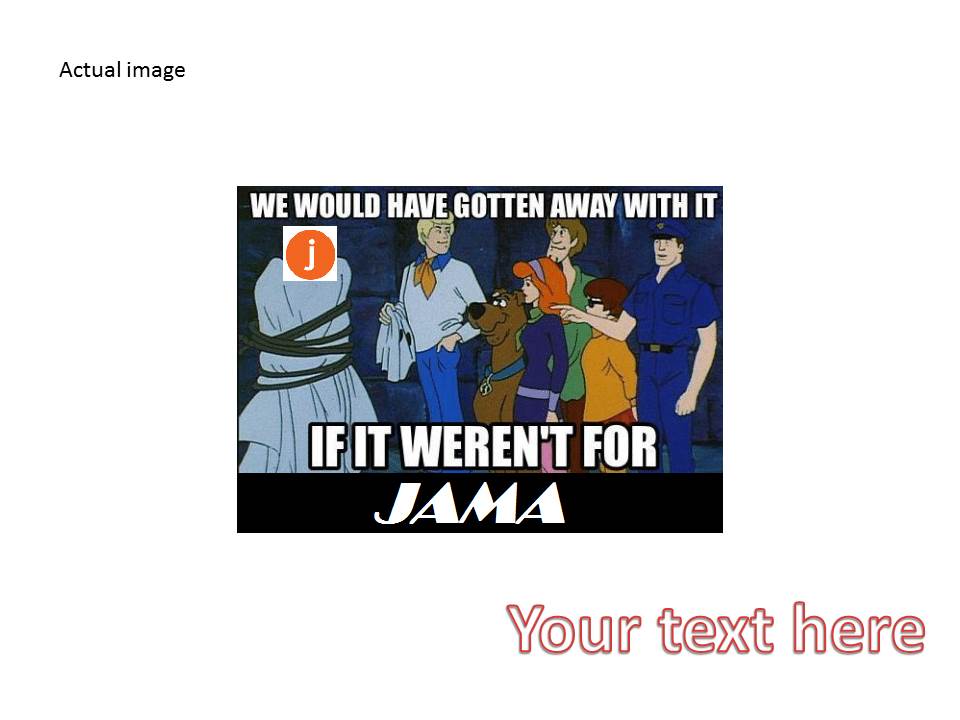 Actual image
WE WOULD HAVE GOTTEN AWAY WITH IT
j
IF IT WEREN'T FOR
JAMA
Your text here